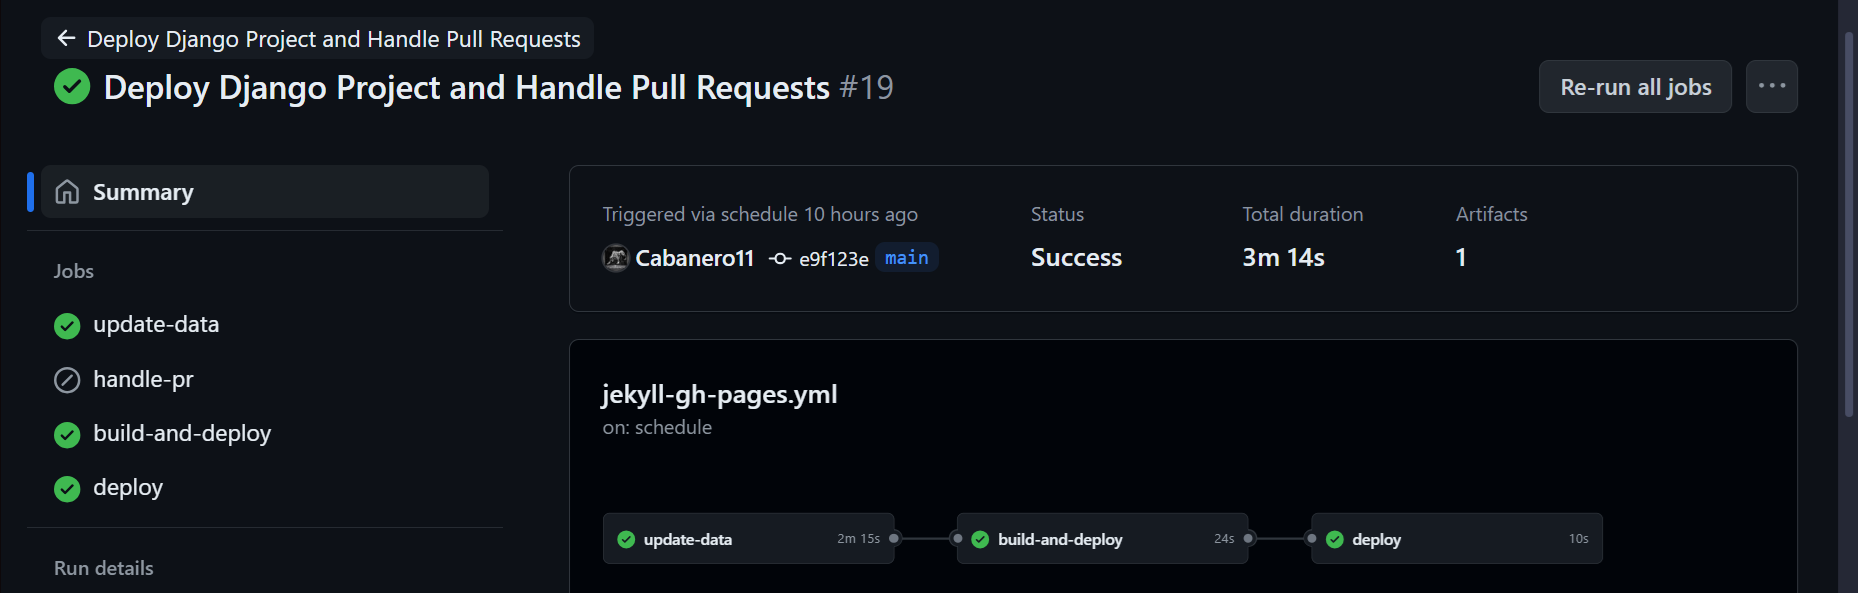 Deploy Django Project and Handle Pull Requests
Deploy Django Project and Handle Pull Requests #19
Re-run all jobs
Summary
Jobs
update-data
handle-pr
build-and-deploy
deploy
Run details
Triggered via schedule 10 hours ago
Cabanero11 e9f123e main
Status
Success
Total duration
3m 14s
Artifacts
1
jekyll-gh-pages.yml
on: schedule
update-data 2m 15s
build-and-deploy 24s
deploy 10s